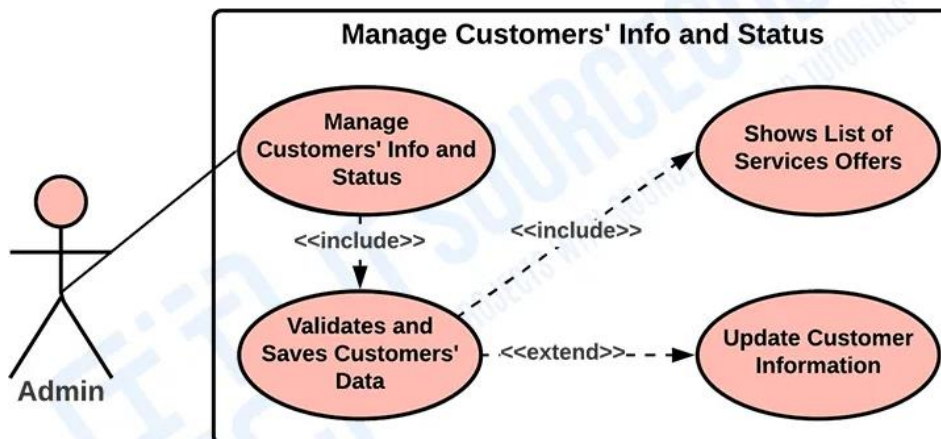 Manage Customers' Info and Status
Manage
Customers' Info and
Status
Shows List of
Services Offers
<<include>>
<<include>>
Validates and
Saves Customers'
Data
<<extend>>
Update Customer
Information
Admin